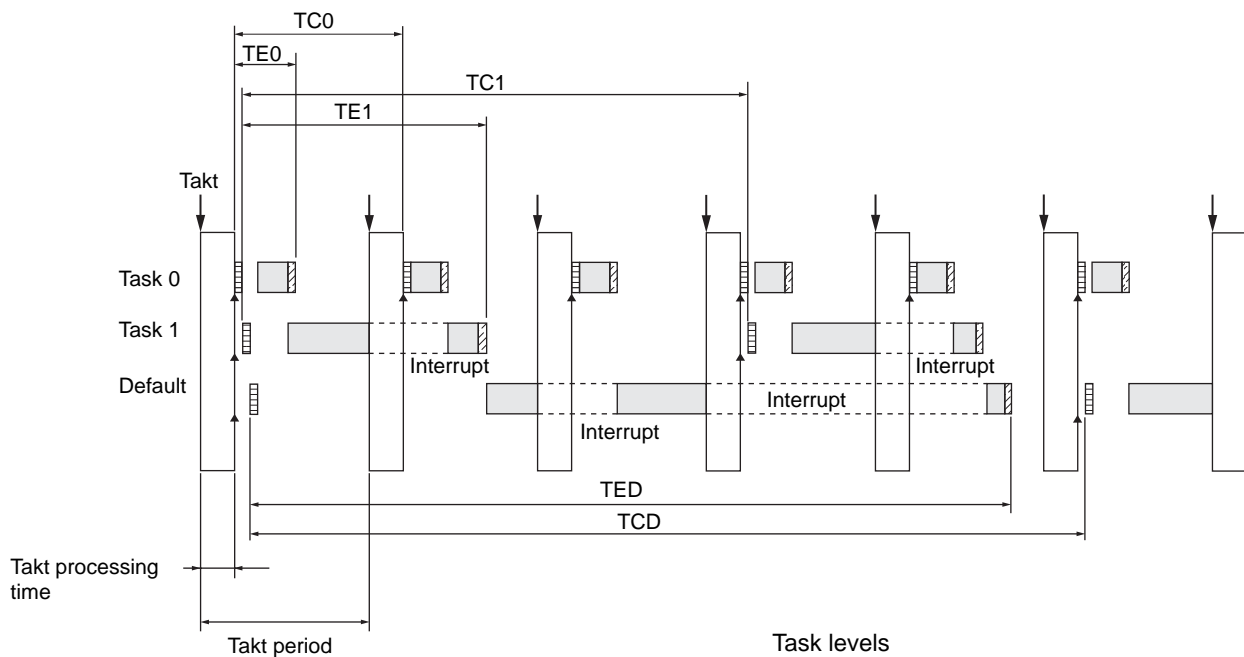 TC0
TE0
TC1
TE1
Takt
Task 0
Task 1
Interrupt
Interrupt
Default
Interrupt
Interrupt
TED
TCD
Takt processing
time
Takt period
Task levels